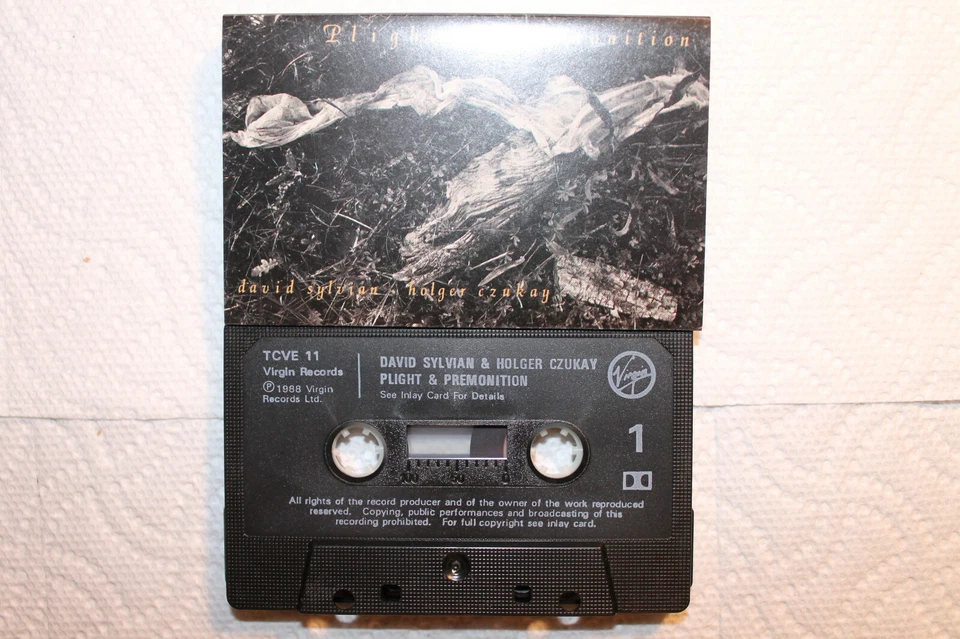 Plig nition
david sylvian · holger czukay
TCVE 11
Virgin Records
Ⓟ1988 Virgin
Records Ltd.
DAVID SYLVIAN & HOLGER CZUKAY
PLIGHT & PREMONITION
See Inlay Card For Details
Virgin
1
100 50 0
All rights of the record producer and of the owner of the work reproduced
reserved. Copying, public performances and broadcasting of this
recording prohibited. For full copyright see inlay card.